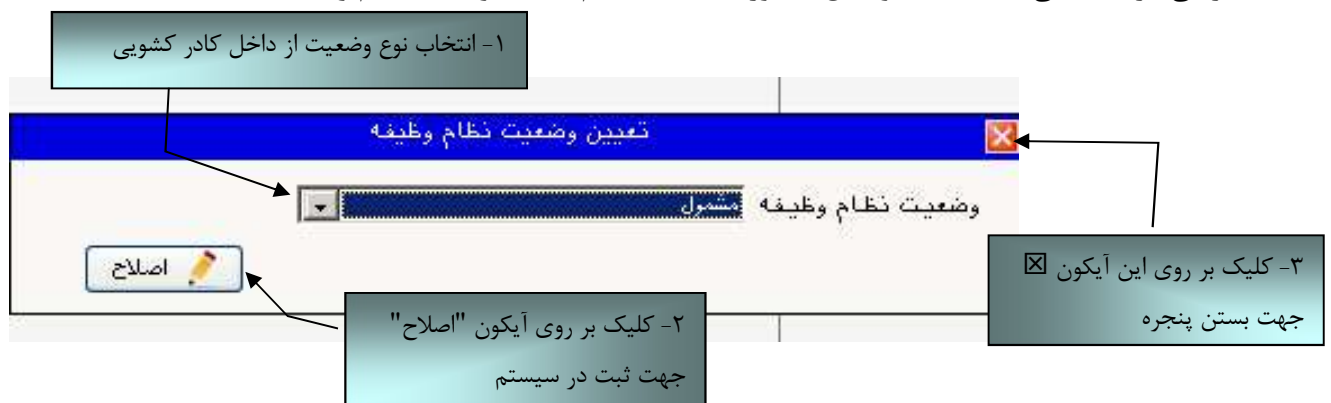 ۱- انتخاب نوع وضعیت از داخل کادر کشویی
تعیین وضعیت نظام وظیفه
وضعیت نظام وظیفه مشمول
اصلاح
۳- کلیک بر روی این آیکون ☒
جهت بستن پنجره
۲- کلیک بر روی آیکون "اصلاح"
جهت ثبت در سیستم